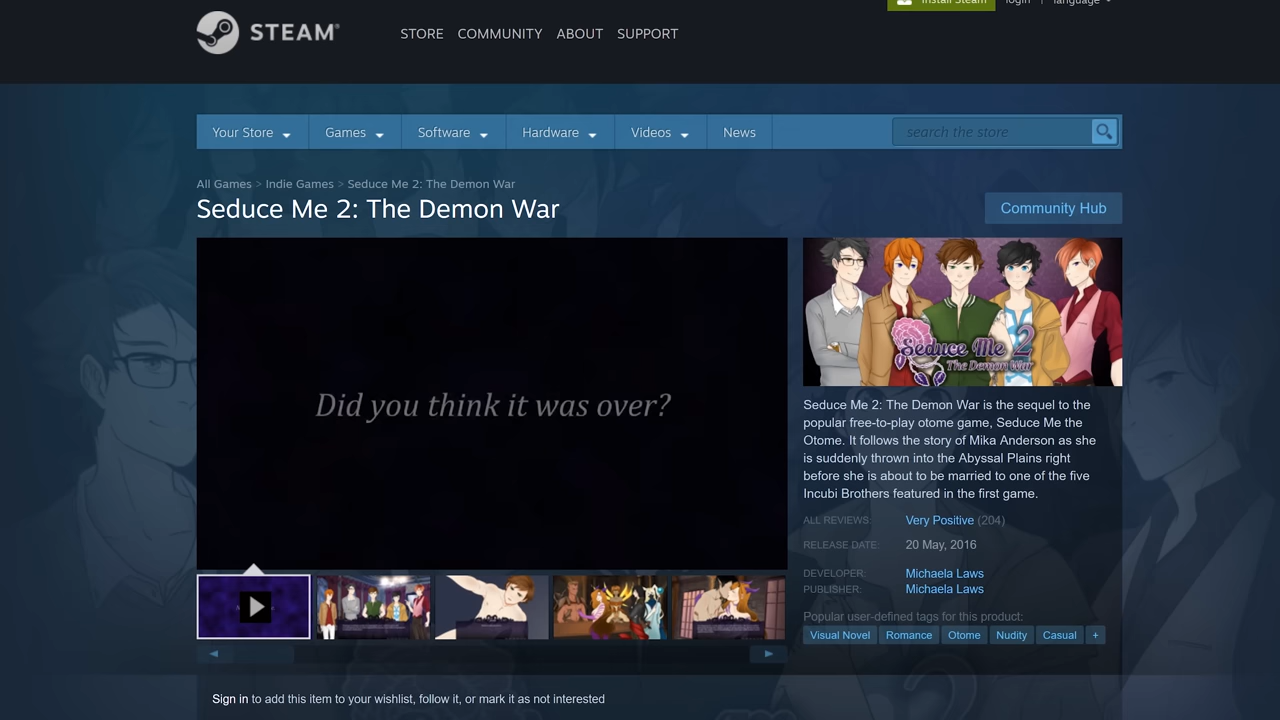 Install Steam
login | language
STEAM®
STORE COMMUNITY ABOUT SUPPORT
Your Store Games Software Hardware Videos News
search the store
All Games > Indie Games > Seduce Me 2: The Demon War
Seduce Me 2: The Demon War
Community Hub
Did you think it was over?
Seduce Me 2
The Demon War
Seduce Me 2: The Demon War is the sequel to the
popular free-to-play otome game, Seduce Me the
Otome. It follows the story of Mika Anderson as she
is suddenly thrown into the Abyssal Plains right
before she is about to be married to one of the five
Incubi Brothers featured in the first game.
ALL REVIEWS: Very Positive (204)
RELEASE DATE: 20 May, 2016
DEVELOPER: Michaela Laws
PUBLISHER: Michaela Laws
Popular user-defined tags for this product:
Visual Novel Romance Otome Nudity Casual +
Sign in to add this item to your wishlist, follow it, or mark it as not interested